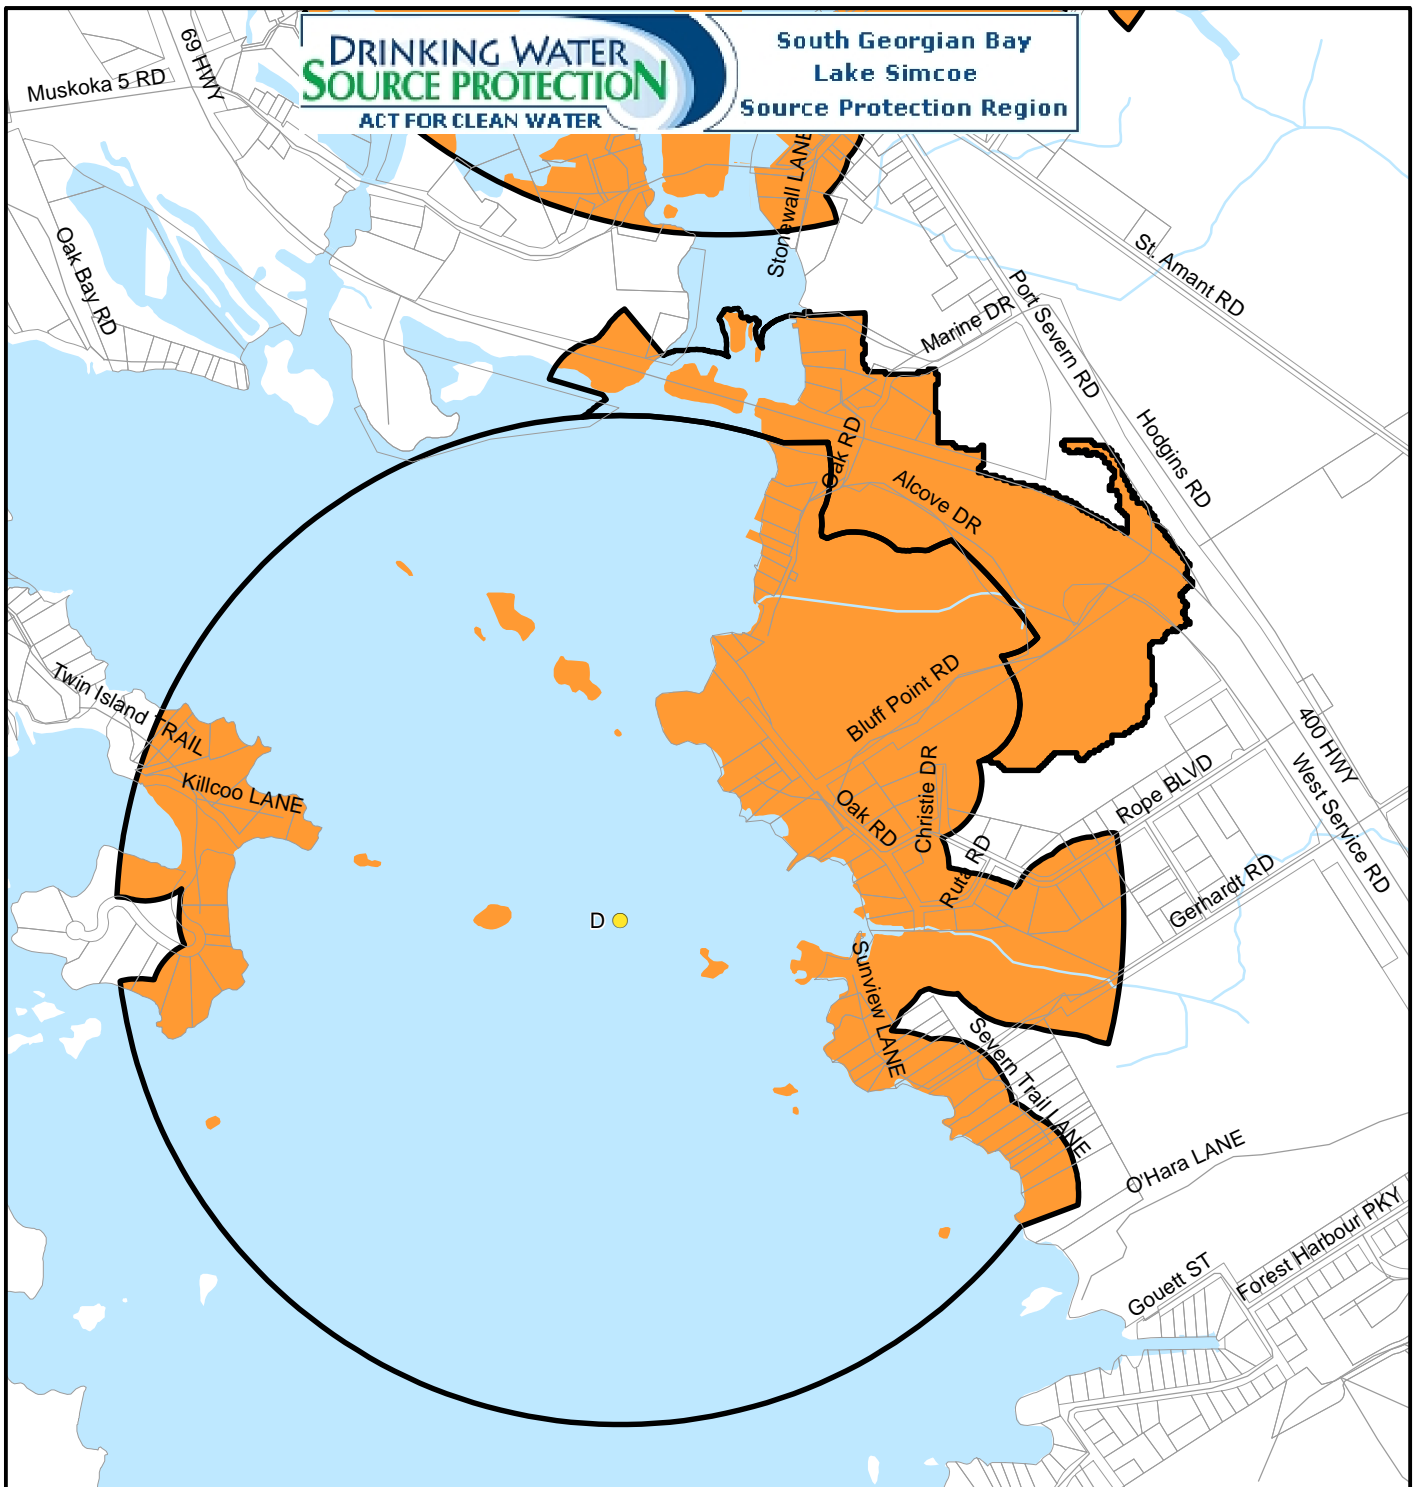 DRINKING WATER
SOURCE PROTECTION
ACT FOR CLEAN WATER
South Georgian Bay
Lake Simcoe
Source Protection Region
69 HWY
Muskoka 5 RD
Stonewall LANE
Oak Bay RD
St. Amant RD
Port Severn RD
Marine DR
Hodgins RD
Oak RD
Alcove DR
Twin Island TRAIL
Bluff Point RD
Killcoo LANE
400 HWY
West Service RD
Christie DR
Rope BLVD
Oak RD
Ruta RD
Gerhardt RD
D
Sunview LANE
Severn Trail LANE
O'Hara LANE
Forest Harbour PKY
Gouett ST